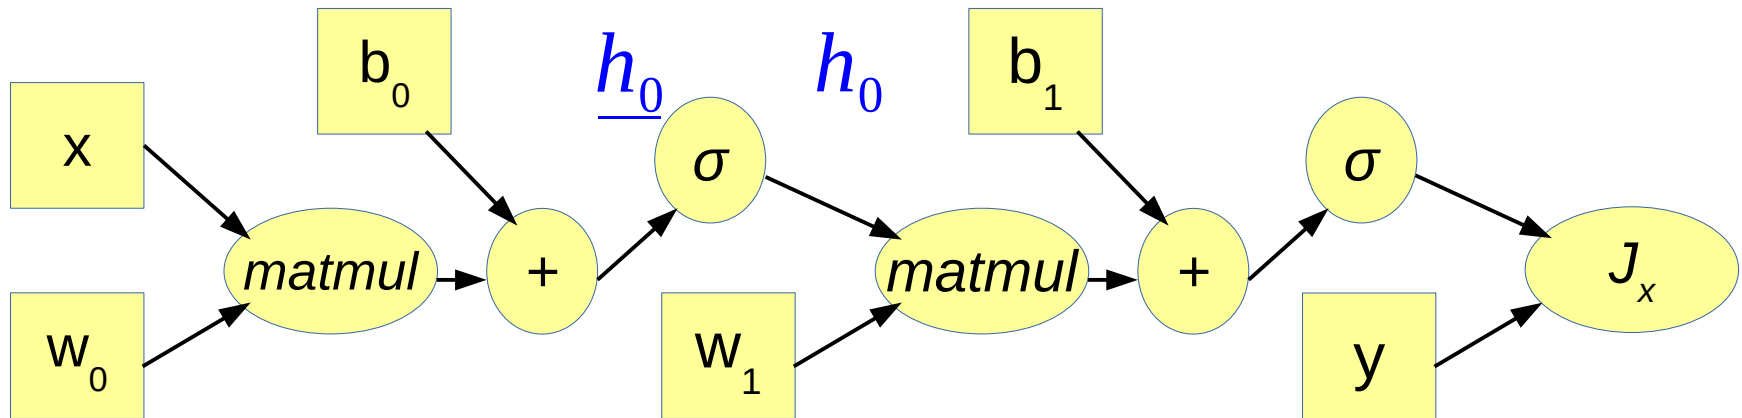 x
w0
matmul
b0
+
h0
σ
h0
w1
matmul
b1
+
σ
y
Jx